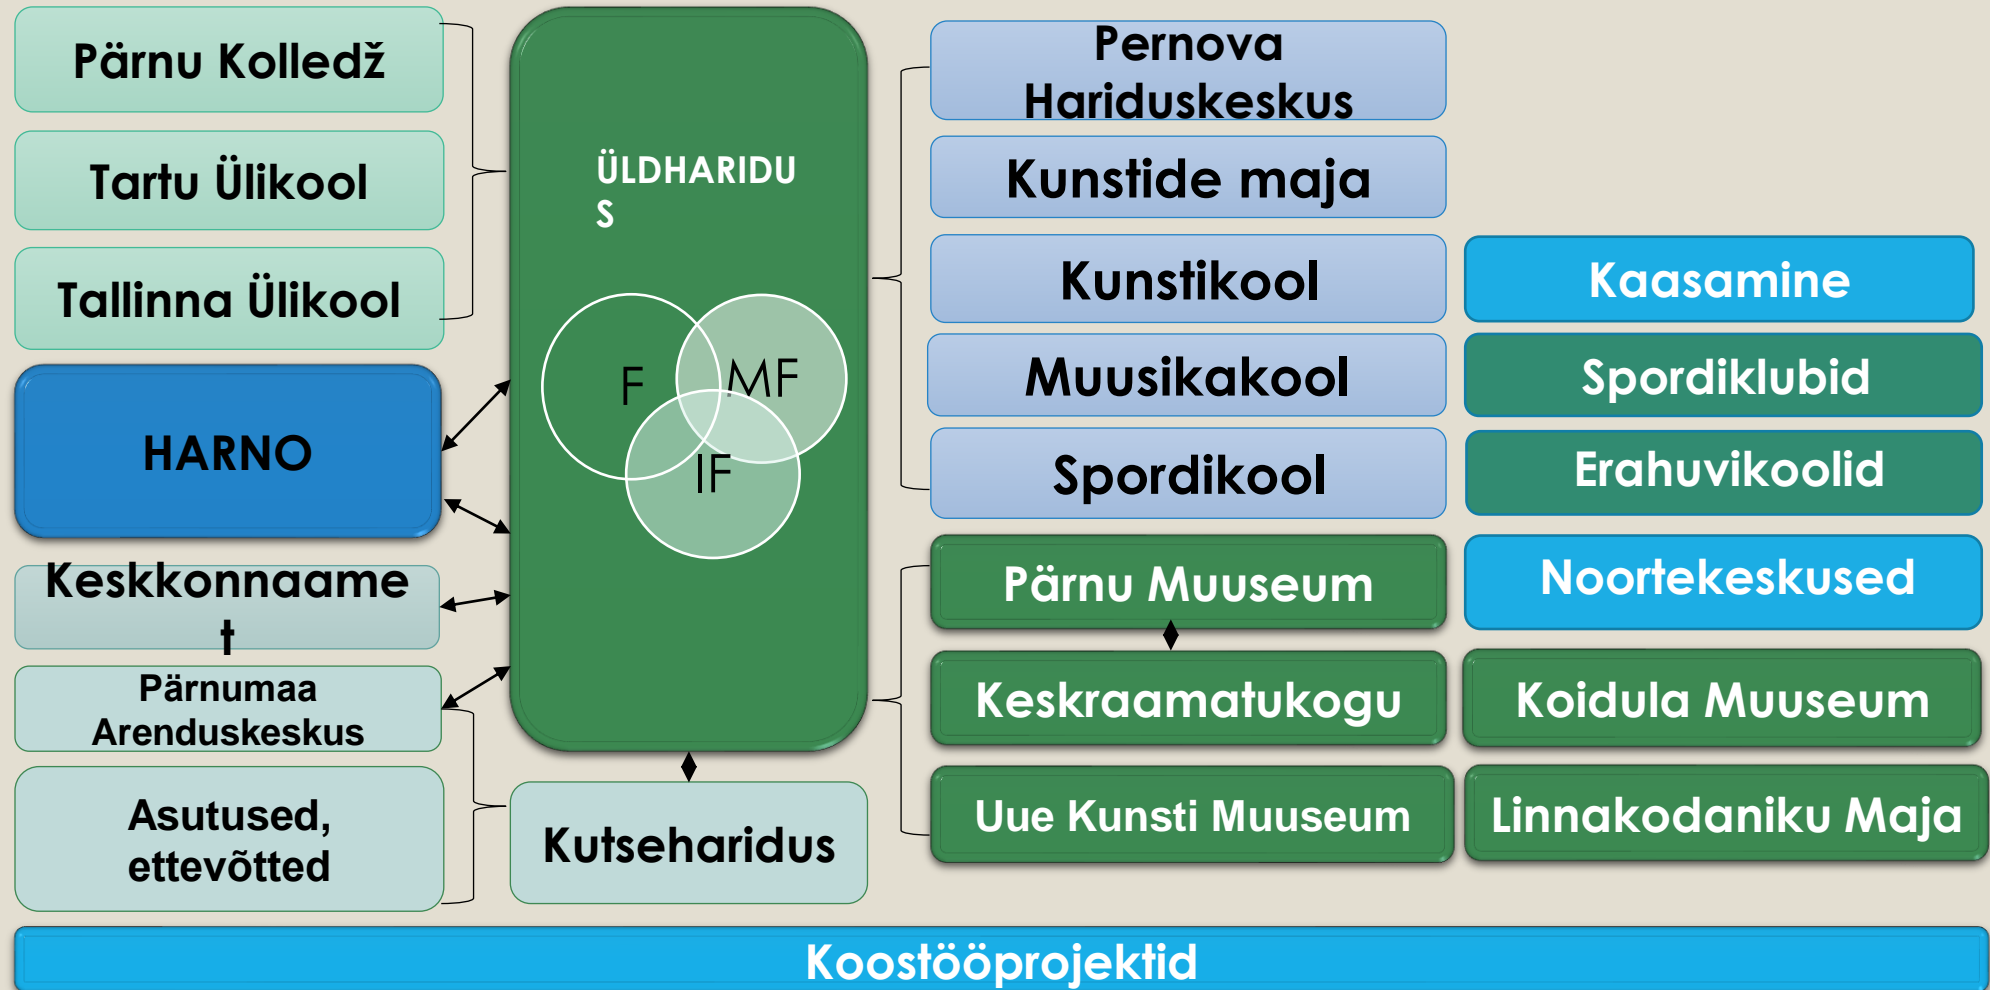 Pärnu Kolledž
Tartu Ülikool
Tallinna Ülikool
HARNO
Keskkonnaame
t
Pärnumaa
Arenduskeskus
Asutused,
ettevõtted
ÜLDHARIDU
S
F
MF
IF
Kutseharidus
Pernova
Hariduskeskus
Kunstide maja
Kunstikool
Muusikakool
Spordikool
Pärnu Muuseum
Keskraamatukogu
Uue Kunsti Muuseum
Kaasamine
Spordiklubid
Erahuvikoolid
Noortekeskused
Koidula Muuseum
Linnakodaniku Maja
Koostööprojektid